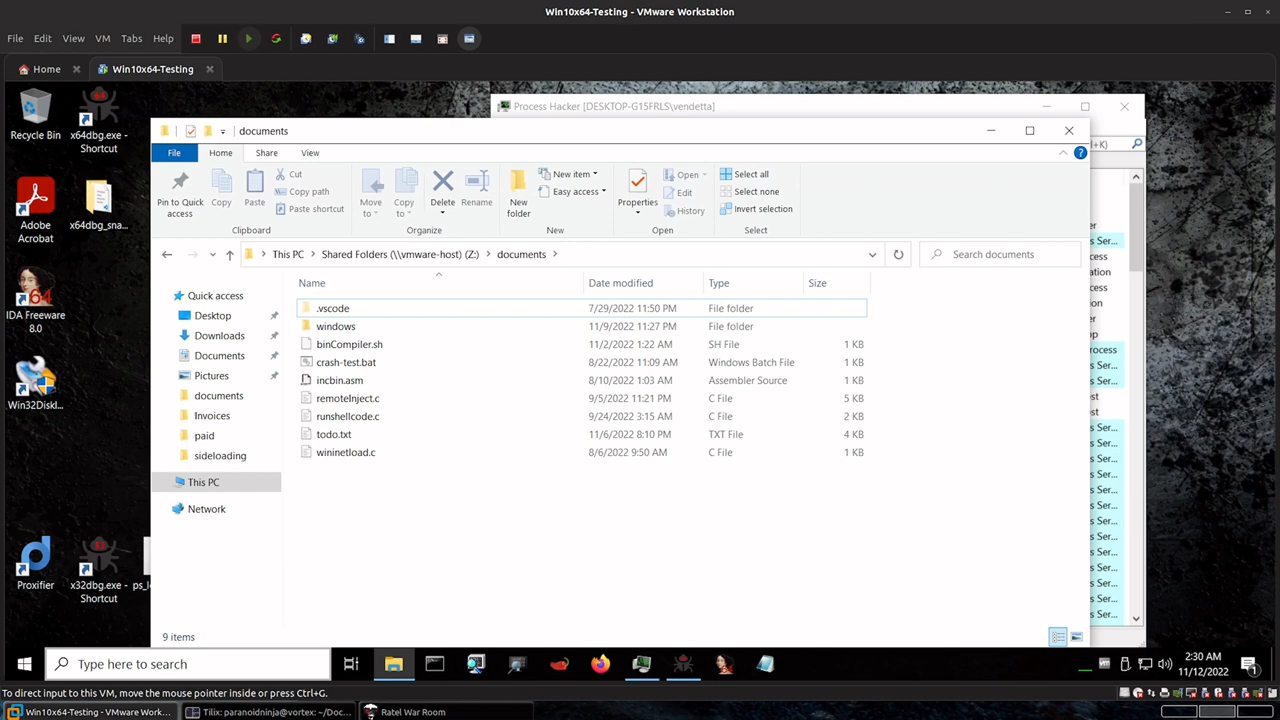 Win10x64-Testing - VMware Workstation
File Edit View VM Tabs Help
Home Win10x64-Testing
Process Hacker [DESKTOP-G15FRLS\vendetta]
Recycle Bin
x64dbg.exe -
Shortcut
documents
File Home Share View
Pin to Quick
access
Copy
Paste
Cut
Copy path
Paste shortcut
Clipboard
Move
to
Copy
to
Delete
Rename
Organize
New
folder
New item
Easy access
New
Properties
Open
Edit
History
Open
Select all
Select none
Invert selection
Select
Adobe
Acrobat
x64dbg_sna...
This PC Shared Folders (\\vmware-host) (Z:) documents
Search documents
Name Date modified Type Size
.vscode 7/29/2022 11:50 PM File folder
windows 11/9/2022 11:27 PM File folder
binCompiler.sh 11/2/2022 1:22 AM SH File 1 KB
crash-test.bat 8/22/2022 11:09 AM Windows Batch File 1 KB
incbin.asm 8/10/2022 1:03 AM Assembler Source 1 KB
remoteInject.c 9/5/2022 11:21 PM C File 5 KB
runshellcode.c 9/24/2022 3:15 AM C File 2 KB
todo.txt 11/6/2022 8:10 PM TXT File 4 KB
wininetload.c 8/6/2022 9:50 AM C File 1 KB
Quick access
Desktop
Downloads
Documents
Pictures
documents
Invoices
paid
sideloading
This PC
Network
IDA Freeware
8.0
Win32DiskI...
Proxifier
x32dbg.exe -
Shortcut
ps_l
9 items
Type here to search
2:30 AM
11/12/2022
To direct input to this VM, move the mouse pointer inside or press Ctrl+G.
Win10x64-Testing - VMware Work... Tilix: paranoidninja@vortex: ~/Doc... Ratel War Room